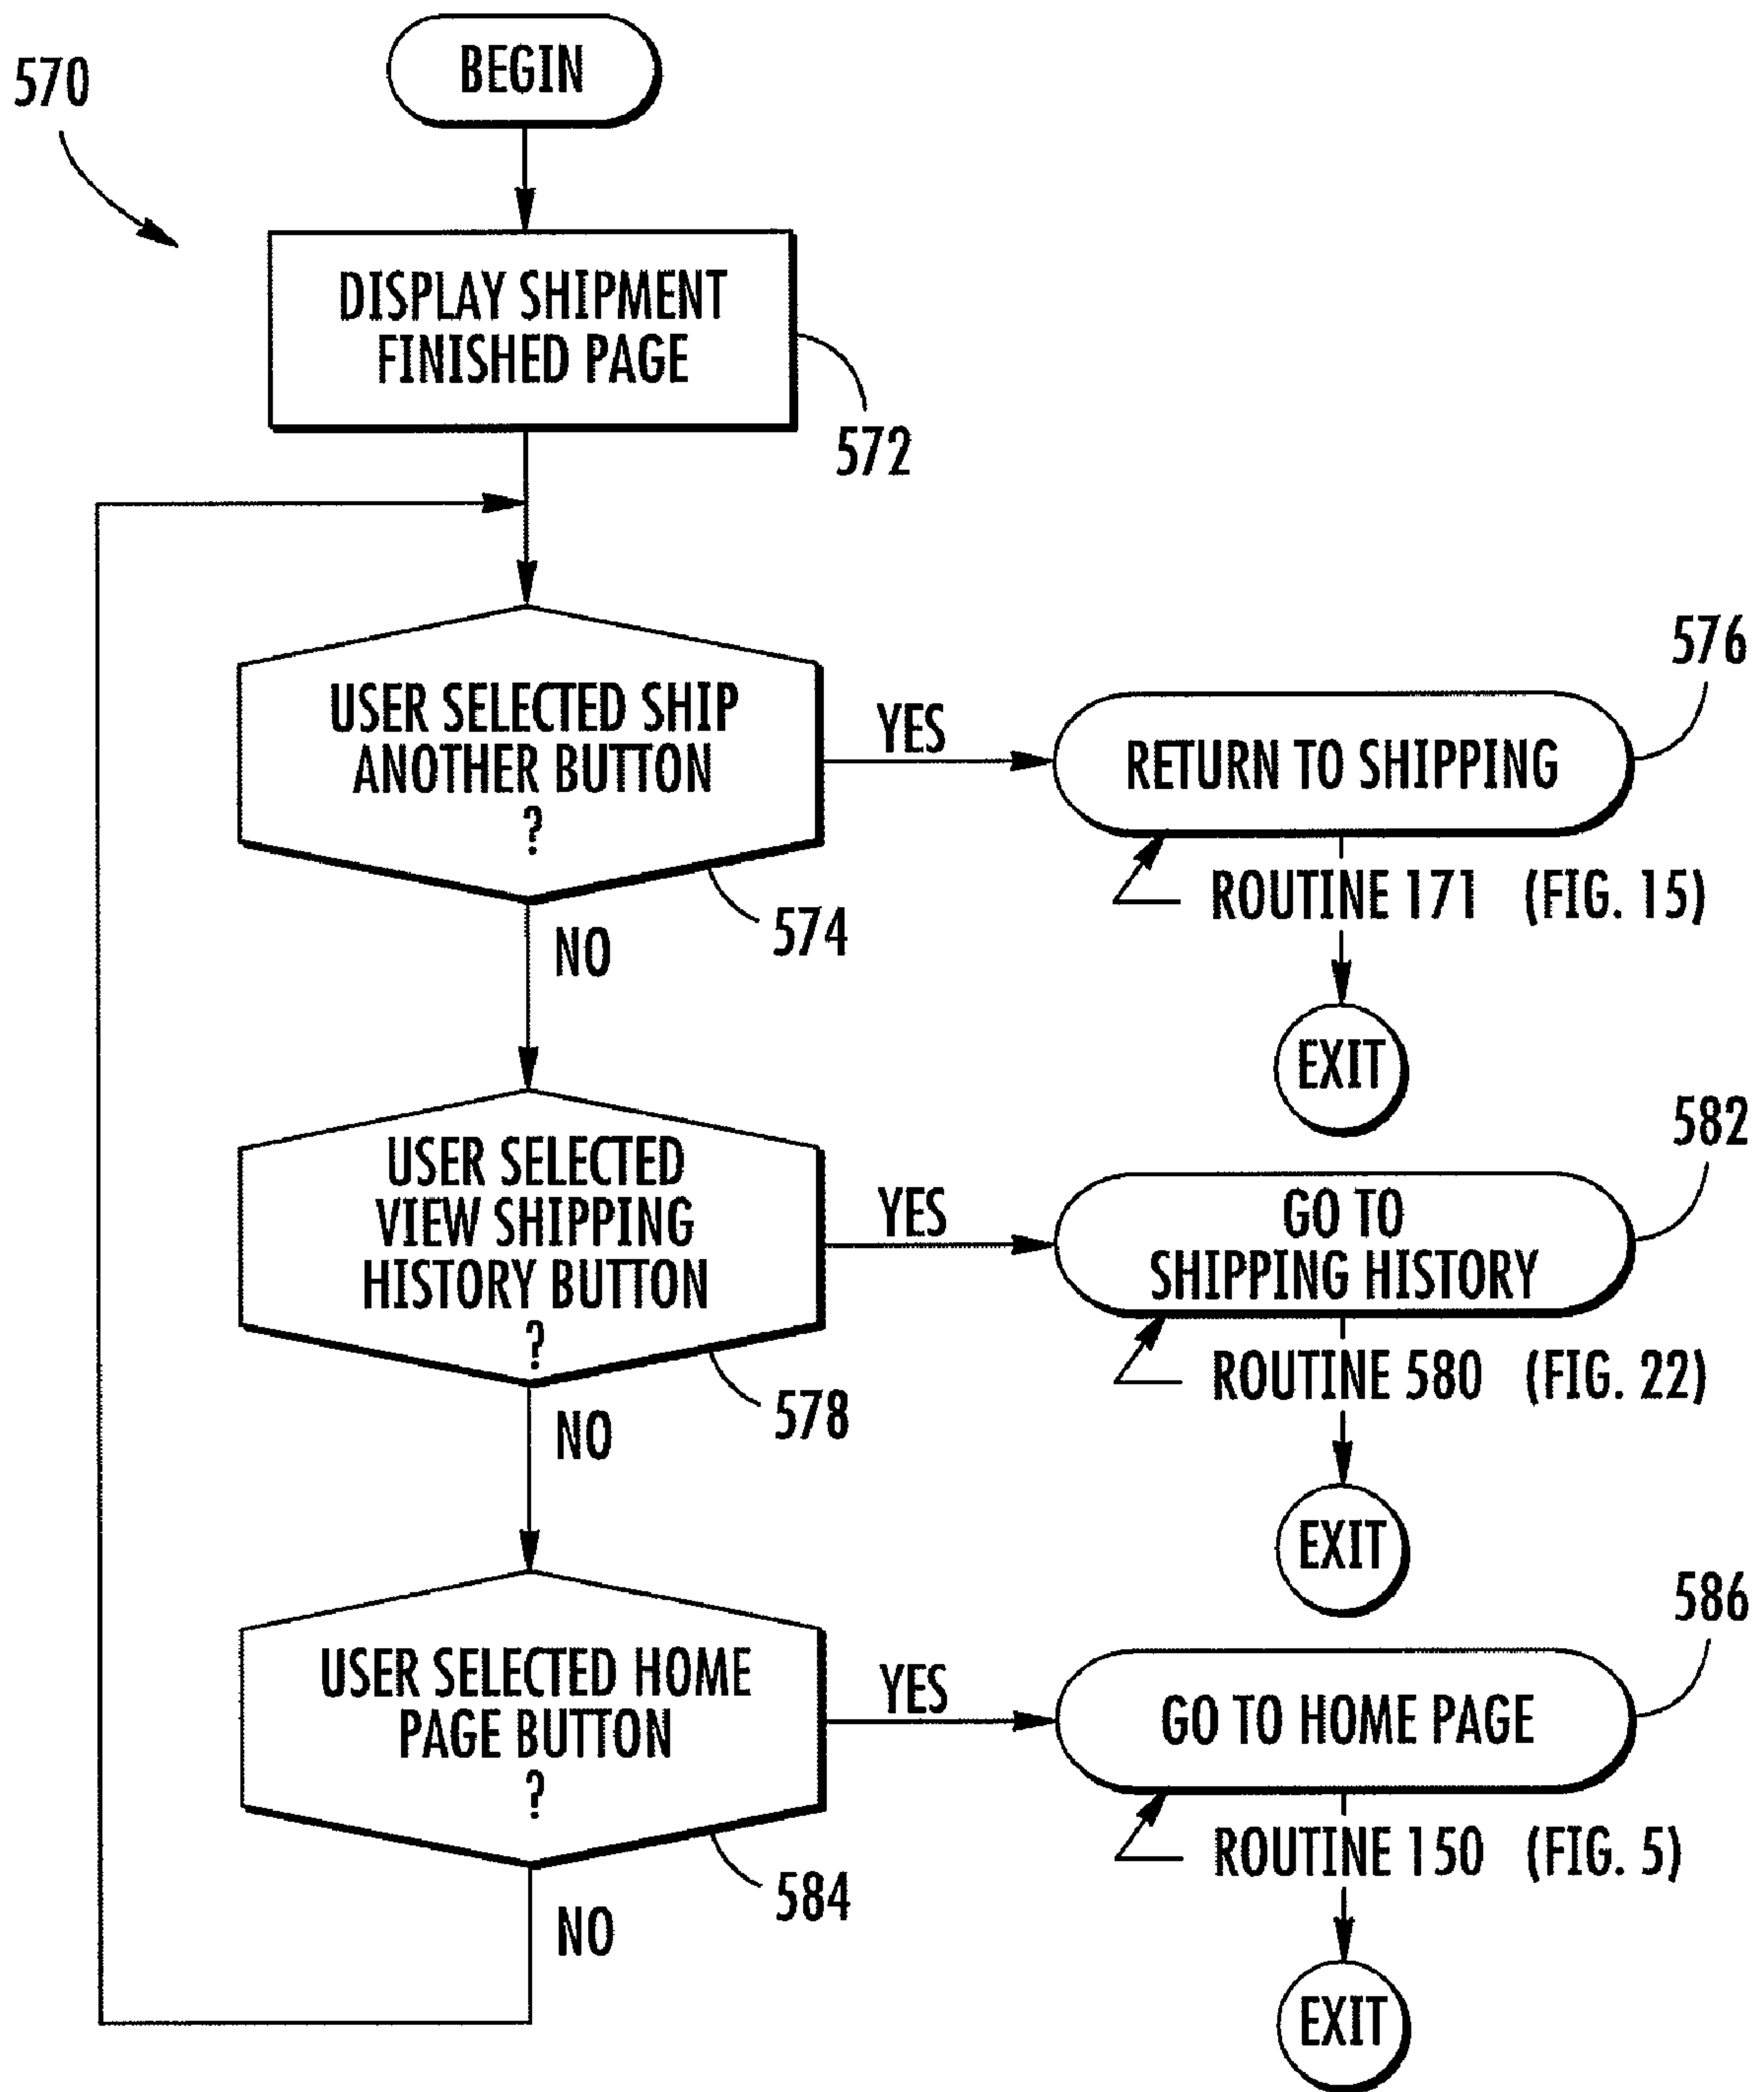 BEGIN
570
DISPLAY SHIPMENT
FINISHED PAGE
572
USER SELECTED SHIP
ANOTHER BUTTON
?
574
YES
RETURN TO SHIPPING
576
ROUTINE 171 (FIG. 15)
EXIT
NO
USER SELECTED
VIEW SHIPPING
HISTORY BUTTON
?
578
YES
GO TO
SHIPPING HISTORY
582
ROUTINE 580 (FIG. 22)
EXIT
NO
USER SELECTED HOME
PAGE BUTTON
?
584
YES
GO TO HOME PAGE
586
ROUTINE 150 (FIG. 5)
EXIT
NO